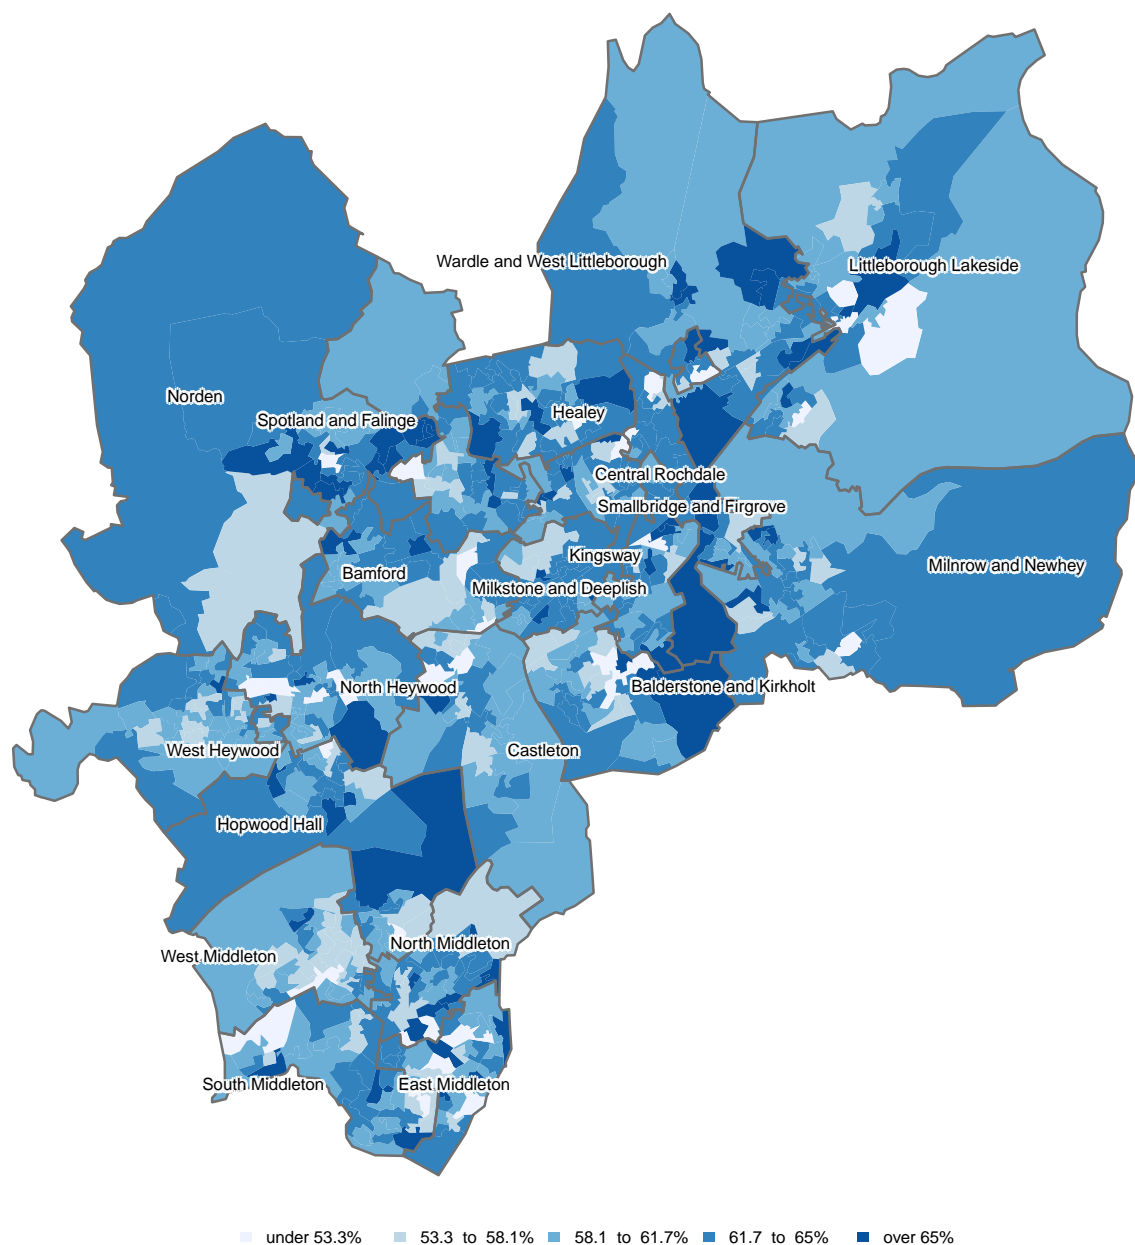 Wardle and West Littleborough
Littleborough Lakeside
Norden
Spotland and Falinge
Healey
Central Rochdale
Smallbridge and Firgrove
Kingsway
Bamford
Milkstone and Deeplish
Milnrow and Newhey
North Heywood
Balderstone and Kirkholt
West Heywood
Castleton
Hopwood Hall
North Middleton
West Middleton
South Middleton
East Middleton
under 53.3% 53.3 to 58.1% 58.1 to 61.7% 61.7 to 65% over 65%